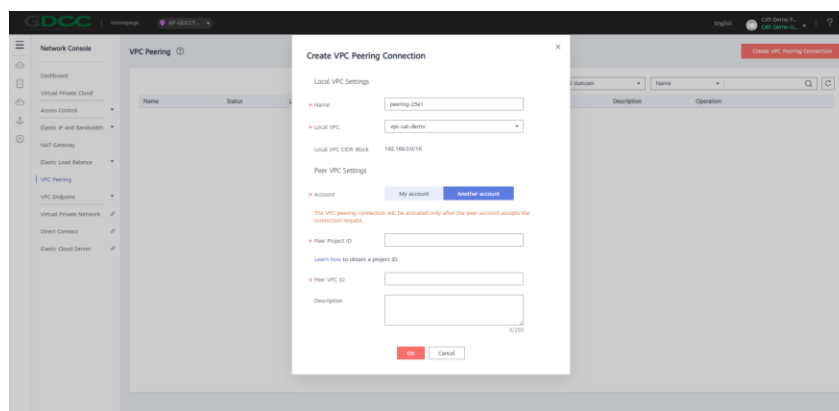 GDCC
Homepage
AP-GDCCT...
English
CAT-Demo-T...
CAT-Demo-U...
Network Console
VPC Peering
Create VPC Peering Connection
Dashboard
Virtual Private Cloud
Access Control
Elastic IP and Bandwidth
NAT Gateway
Elastic Load Balance
VPC Peering
VPC Endpoint
Virtual Private Network
Direct Connect
Elastic Cloud Server
statuses
Name
Name
Status
Description
Operation
Create VPC Peering Connection
Local VPC Settings
* Name
peering-25e1
* Local VPC
vpc-cat-demo
Local VPC CIDR Block
192.168.0.0/16
Peer VPC Settings
* Account
My account
Another account
The VPC peering connection will be activated only after the peer account accepts the
connection request.
* Peer Project ID
Learn how to obtain a project ID.
* Peer VPC ID
Description
0/255
OK
Cancel